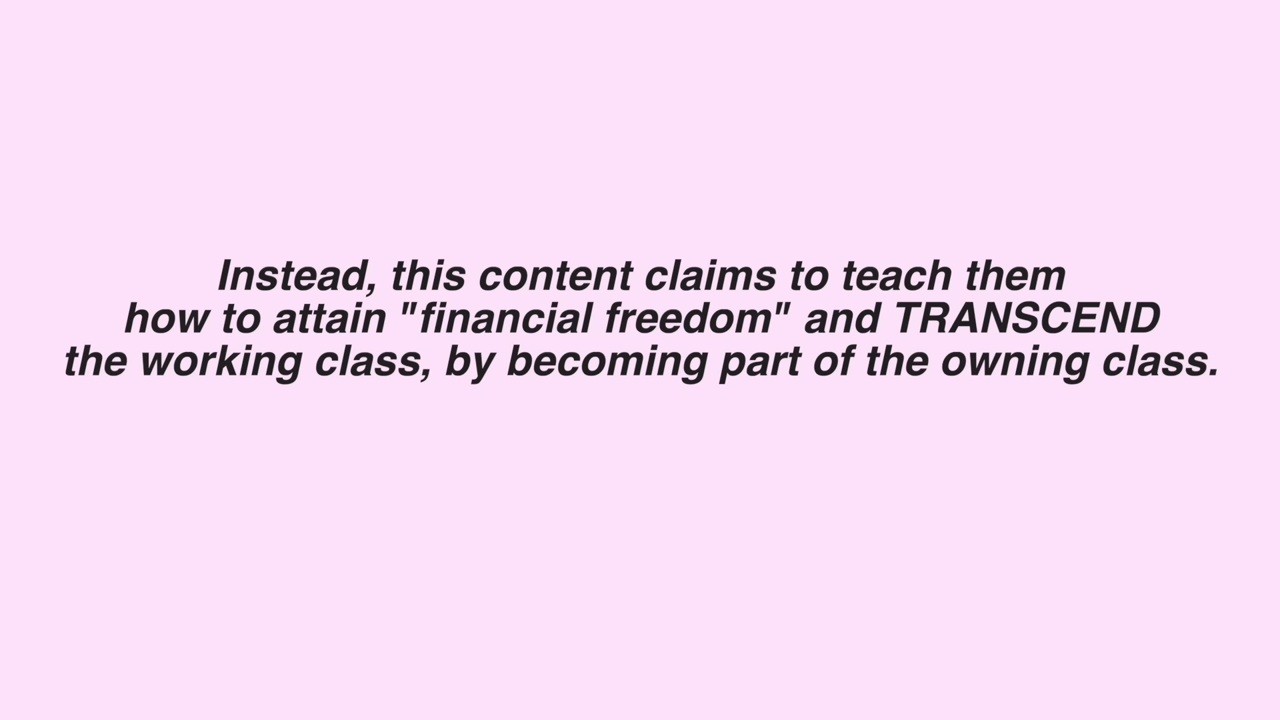 Instead, this content claims to teach them
how to attain "financial freedom" and TRANSCEND
the working class, by becoming part of the owning class.